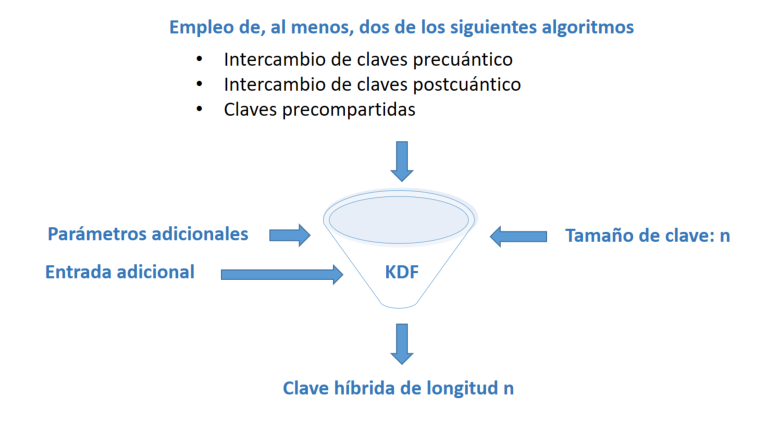 Empleo de, al menos, dos de los siguientes algoritmos
• Intercambio de claves precuántico
• Intercambio de claves postcuántico
• Claves precompartidas
Parámetros adicionales
Tamaño de clave: n
Entrada adicional
KDF
Clave híbrida de longitud n